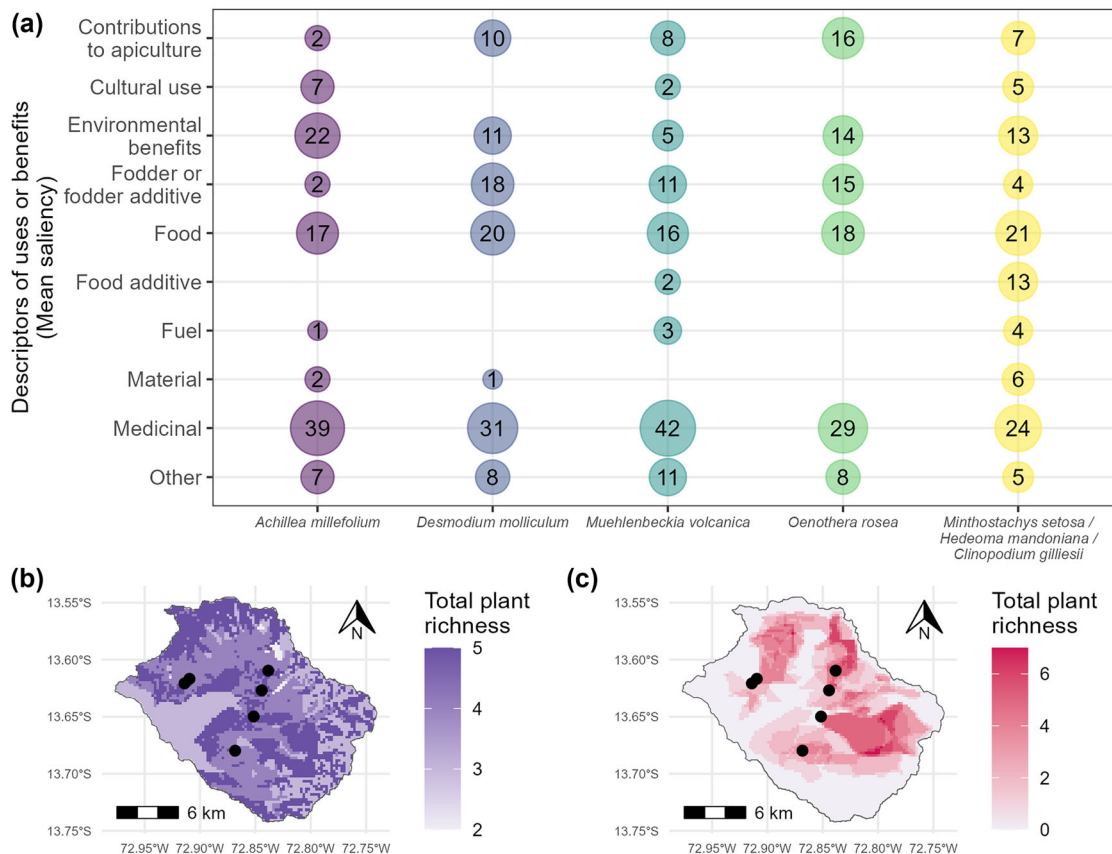 (a)
Descriptors of uses or benefits
(Mean saliency)
Contributions
to apiculture
2 10 8 16 7
Cultural use
7 2 5
Environmental
benefits
22 11 5 14 13
Fodder or
fodder additive
2 18 11 15 4
Food
17 20 16 18 21
Food additive
2 13
Fuel
1 3 4
Material
2 1 6
Medicinal
39 31 42 29 24
Other
7 8 11 8 5
Achillea millefolium
Desmodium molliculum
Muehlenbeckia volcanica
Oenothera rosea
Minthostachys setosa /
Hedeoma mandoniana /
Clinopodium gilliesii
(b)
13.55°S
13.60°S
13.65°S
13.70°S
13.75°S
N
6 km
72.95°W 72.90°W 72.85°W 72.80°W 72.75°W
Total plant
richness
5
4
3
2
(c)
13.55°S
13.60°S
13.65°S
13.70°S
13.75°S
N
6 km
72.95°W 72.90°W 72.85°W 72.80°W 72.75°W
Total plant
richness
6
4
2
0